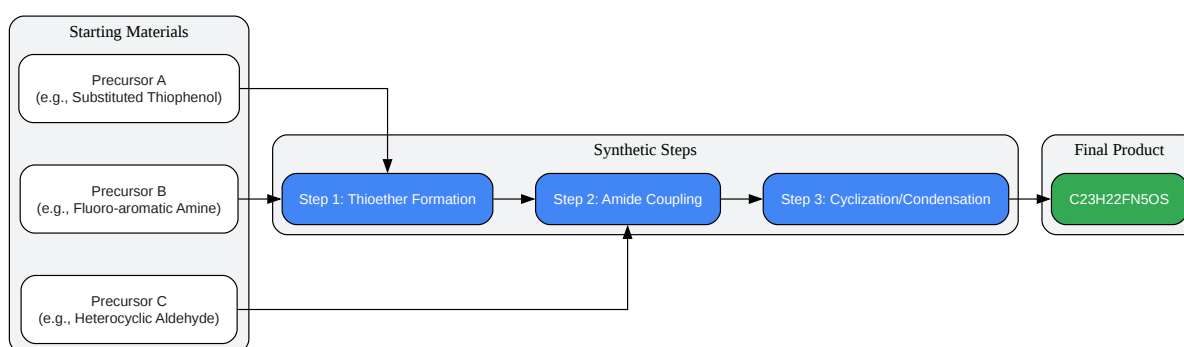 Starting Materials
Precursor A
(e.g., Substituted Thiophenol)
Precursor B
(e.g., Fluoro-aromatic Amine)
Precursor C
(e.g., Heterocyclic Aldehyde)
Synthetic Steps
Step 1: Thioether Formation
Step 2: Amide Coupling
Step 3: Cyclization/Condensation
Final Product
C23H22FN5OS